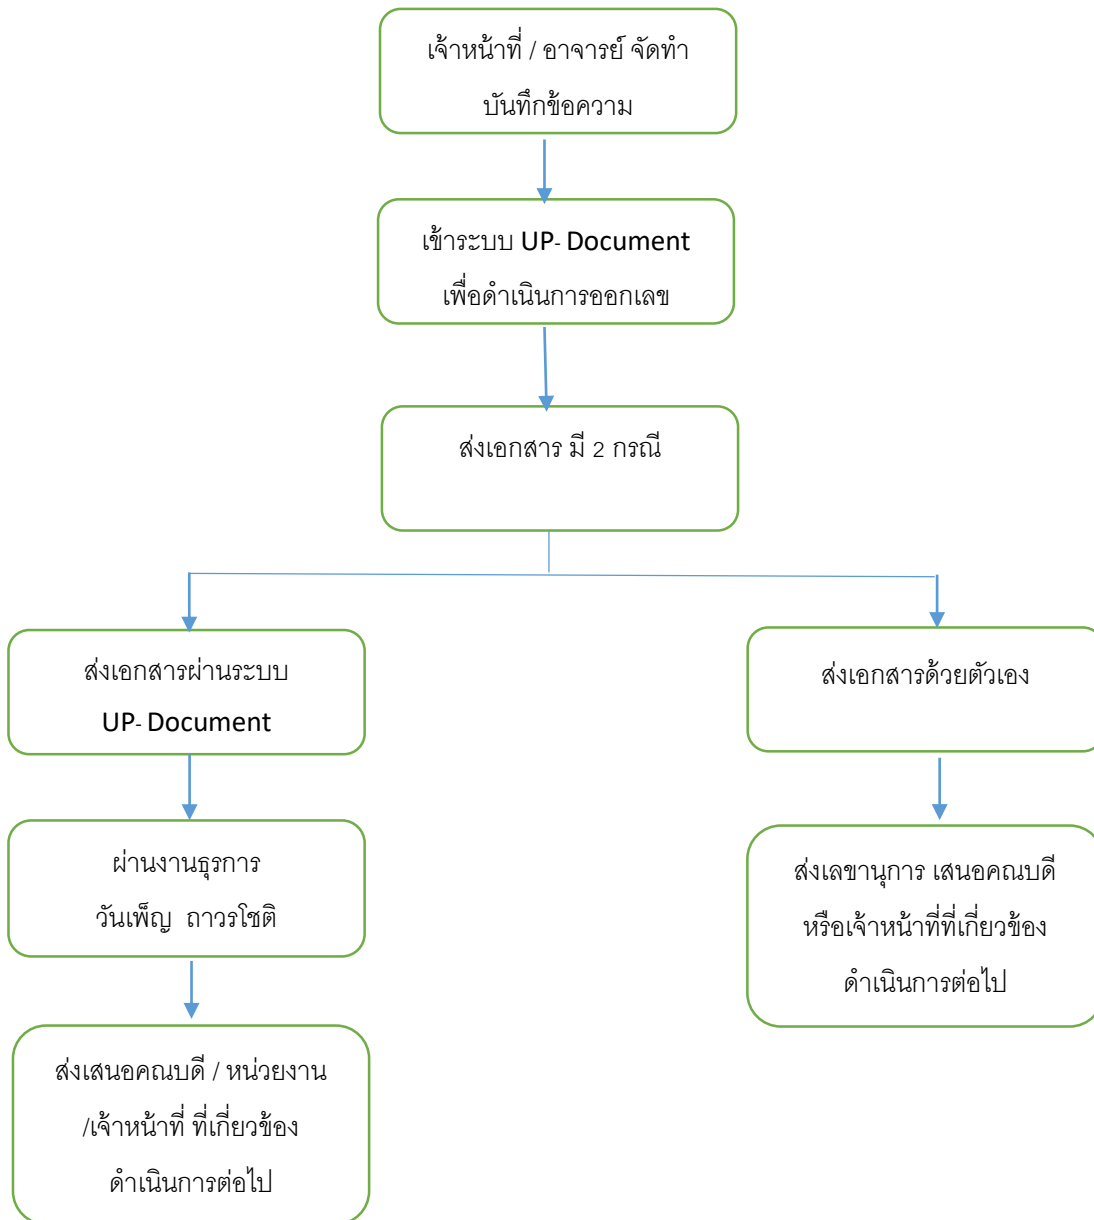 เจ้าหน้าที่ / อาจารย์ จัดทำ
บันทึกข้อความ
เข้าระบบ UP- Document
เพื่อดำเนินการออกเลข
ส่งเอกสาร มี 2 กรณี
ส่งเอกสารผ่านระบบ
UP- Document
ผ่านงานธุรการ
วันเพ็ญ ถาวรโชติ
ส่งเสนอคณบดี / หน่วยงาน
/เจ้าหน้าที่ ที่เกี่ยวข้อง
ดำเนินการต่อไป
ส่งเอกสารด้วยตัวเอง
ส่งเลขานุการ เสนอคณบดี
หรือเจ้าหน้าที่ที่เกี่ยวข้อง
ดำเนินการต่อไป